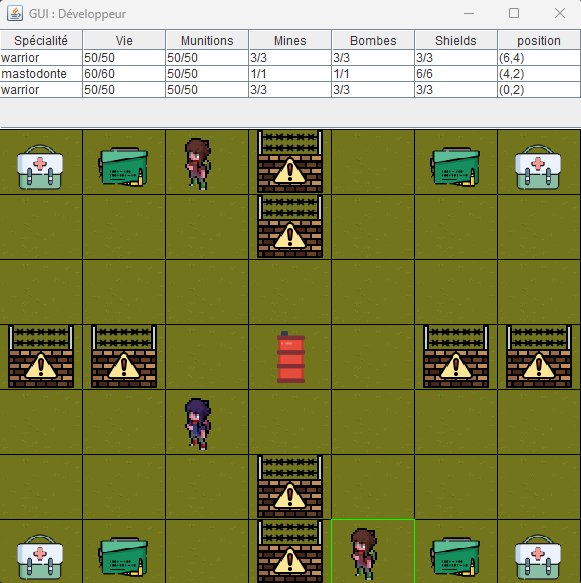 GUI : Développeur
Spécialité Vie Munitions Mines Bombes Shields position
warrior 50/50 50/50 3/3 3/3 3/3 (6,4)
mastodonte 60/60 50/50 1/1 1/1 6/6 (4,2)
warrior 50/50 50/50 3/3 3/3 3/3 (0,2)